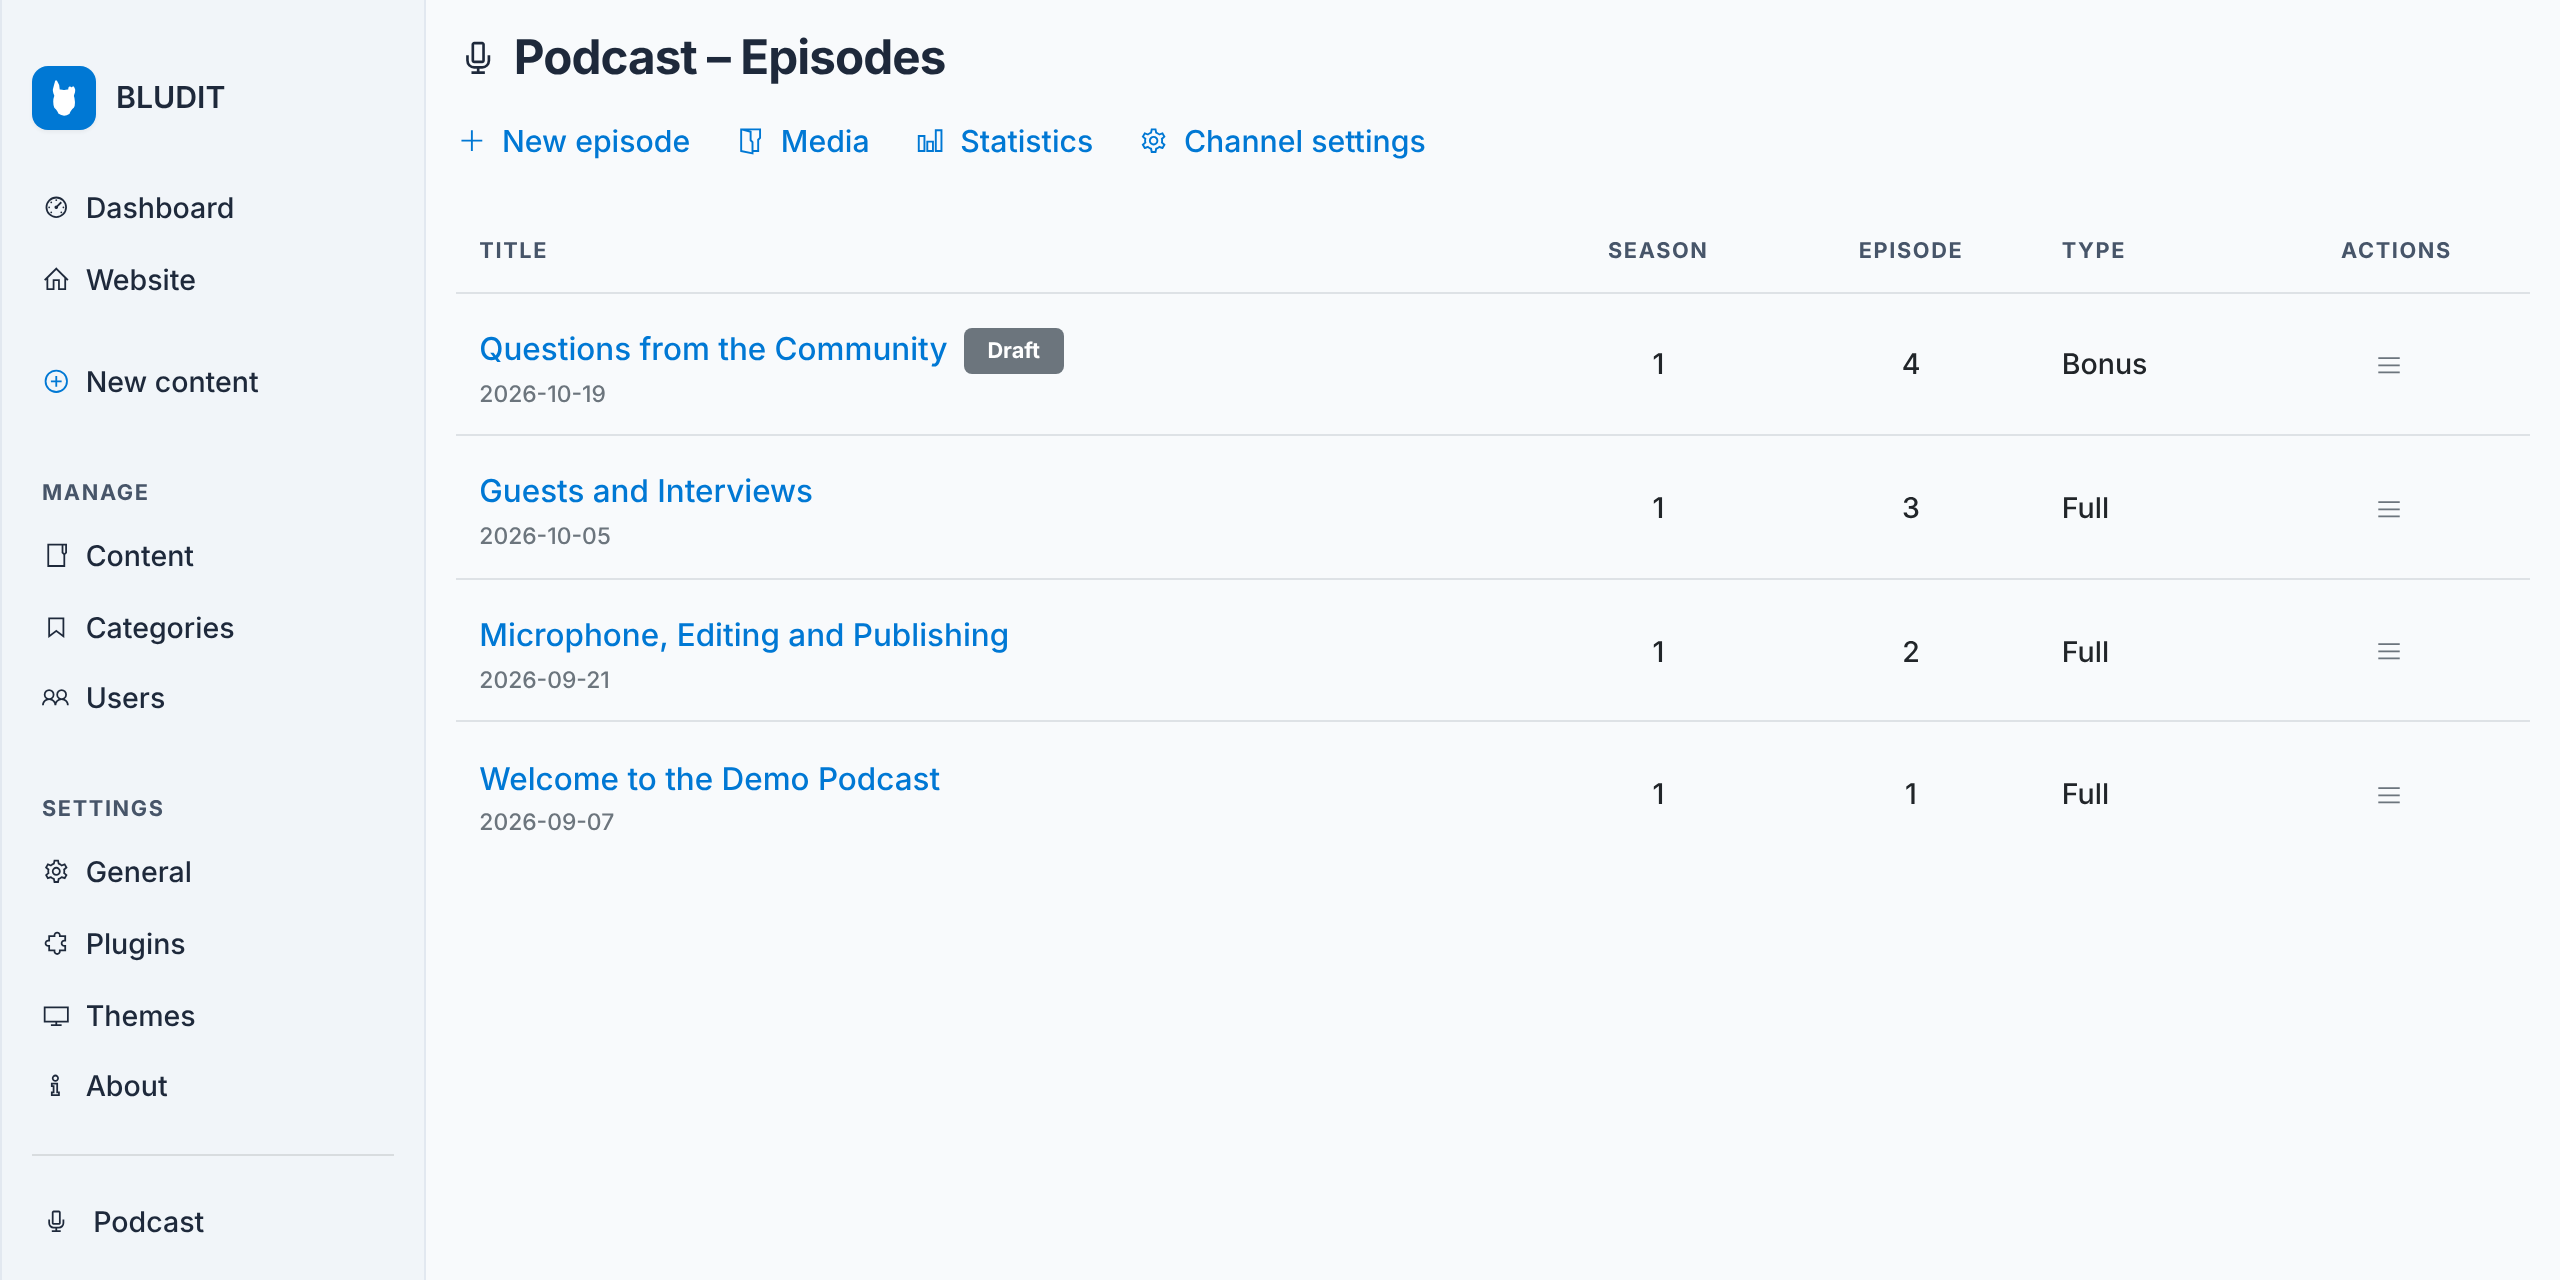 BLUDIT
Dashboard
Website
New content
MANAGE
Content
Categories
Users
SETTINGS
General
Plugins
Themes
About
Podcast
Podcast – Episodes
New episode Media Statistics Channel settings
TITLE SEASON EPISODE TYPE ACTIONS
Questions from the Community Draft 1 4 Bonus
2026-10-19
Guests and Interviews 1 3 Full
2026-10-05
Microphone, Editing and Publishing 1 2 Full
2026-09-21
Welcome to the Demo Podcast 1 1 Full
2026-09-07